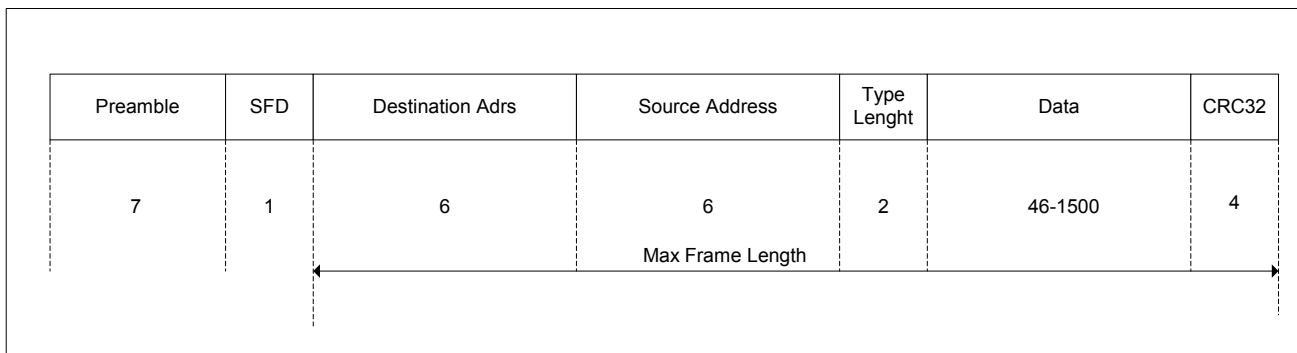 Preamble
SFD
Destination Adrs
Source Address
Type
Lenght
Data
CRC32
7
1
6
6
2
46-1500
4
Max Frame Length